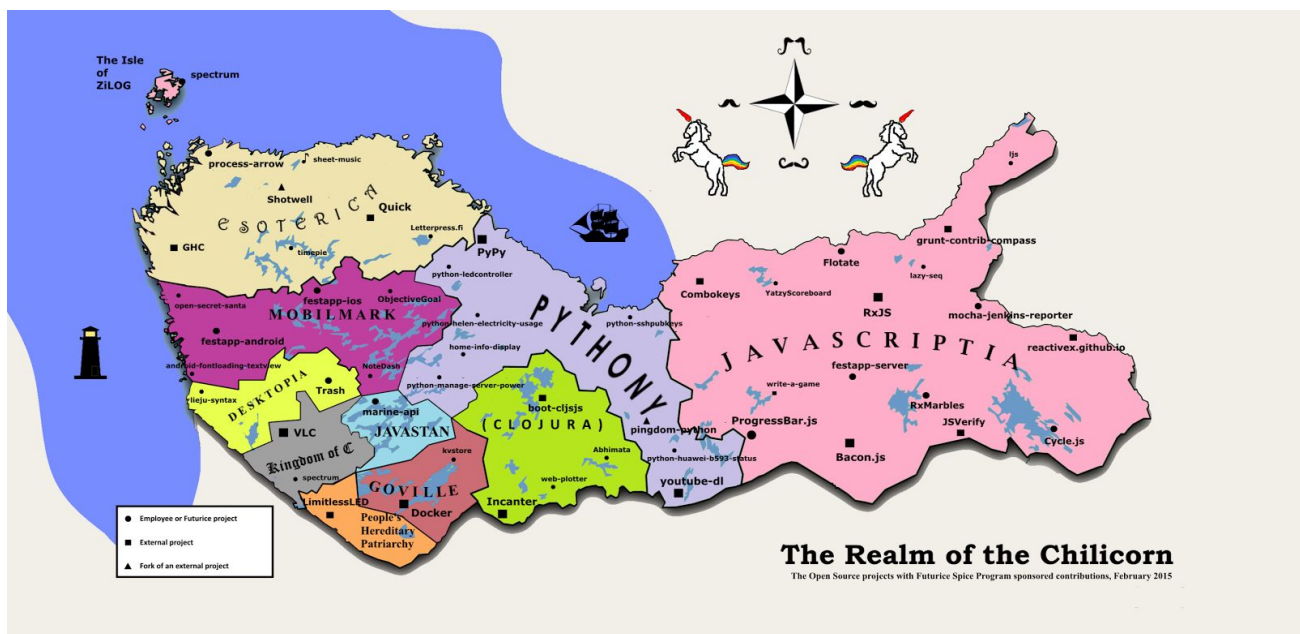 The Isle
of
ZiLOG
spectrum
process-arrow
sheet-music
Shotwell
ESOTERICA
Quick
GHC
Letterpress.fi
timepie
PyPy
python-ledcontroller
open-secret-santa
festapp-ios
ObjectiveGoal
MOBILMARK
festapp-android
python-helen-electricity-usage
python-sshpubkeys
PYTHONY
home-info-display
android-fontloading-textview
NoteDash
python-manage-server-power
lieju-syntax
DESKTOPIA
Trash
marine-api
boot-cljsjs
VLC
JAVASTAN
(CLOJURA)
pingdom-python
Kingdom of C
kvstore
Abhimata
python-huawei-b593-status
spectrum
GOVILLE
web-plotter
youtube-dl
LimitlessLED
Docker
Incanter
People's
Hereditary
Patriarchy
ljs
grunt-contrib-compass
Flotate
lazy-seq
Combokeys
YatzyScoreboard
RxJS
mocha-jenkins-reporter
JAVASCRIPTIA
reactivex.github.io
festapp-server
write-a-game
RxMarbles
ProgressBar.js
JSVerify
Cycle.js
Bacon.js
Employee or Futurice project
External project
Fork of an external project
The Realm of the Chilicorn
The Open Source projects with Futurice Spice Program sponsored contributions, February 2015